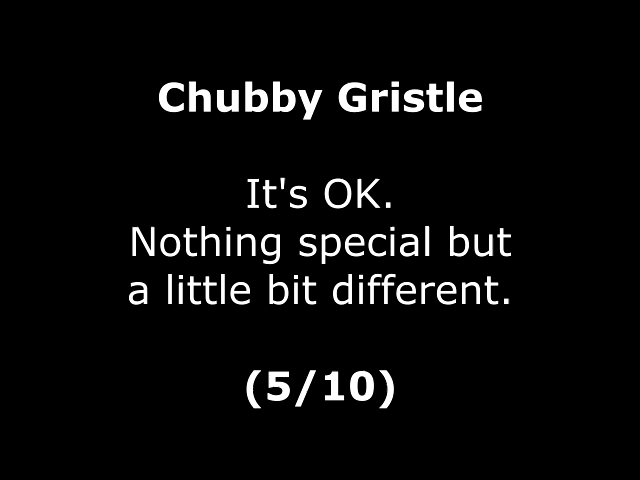 Chubby Gristle
It's OK.
Nothing special but
a little bit different.
(5/10)